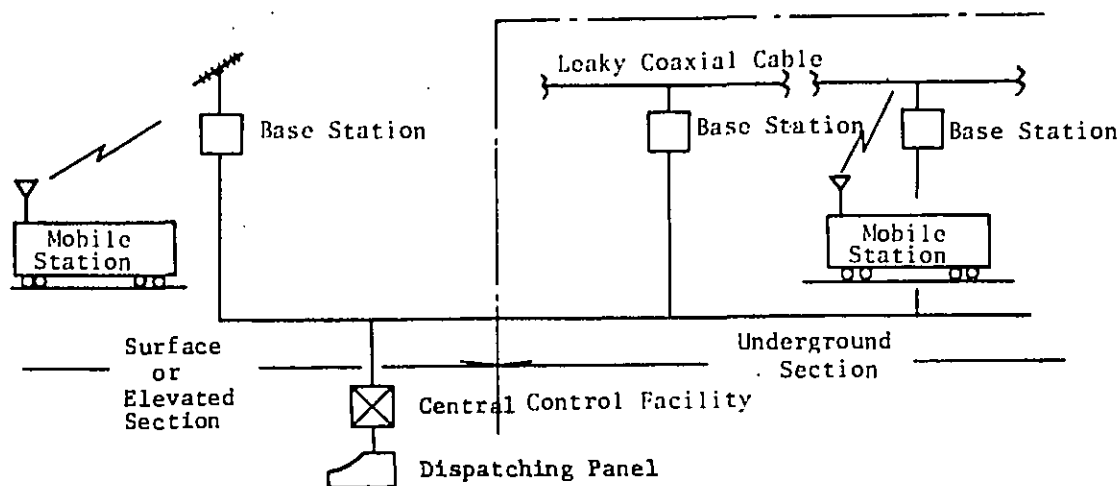 Leaky Coaxial Cable
Base Station
Base Station
Base Station
Mobile
Station
Mobile
Station
Surface
or
Elevated
Section
Underground
Section
Central Control Facility
Dispatching Panel